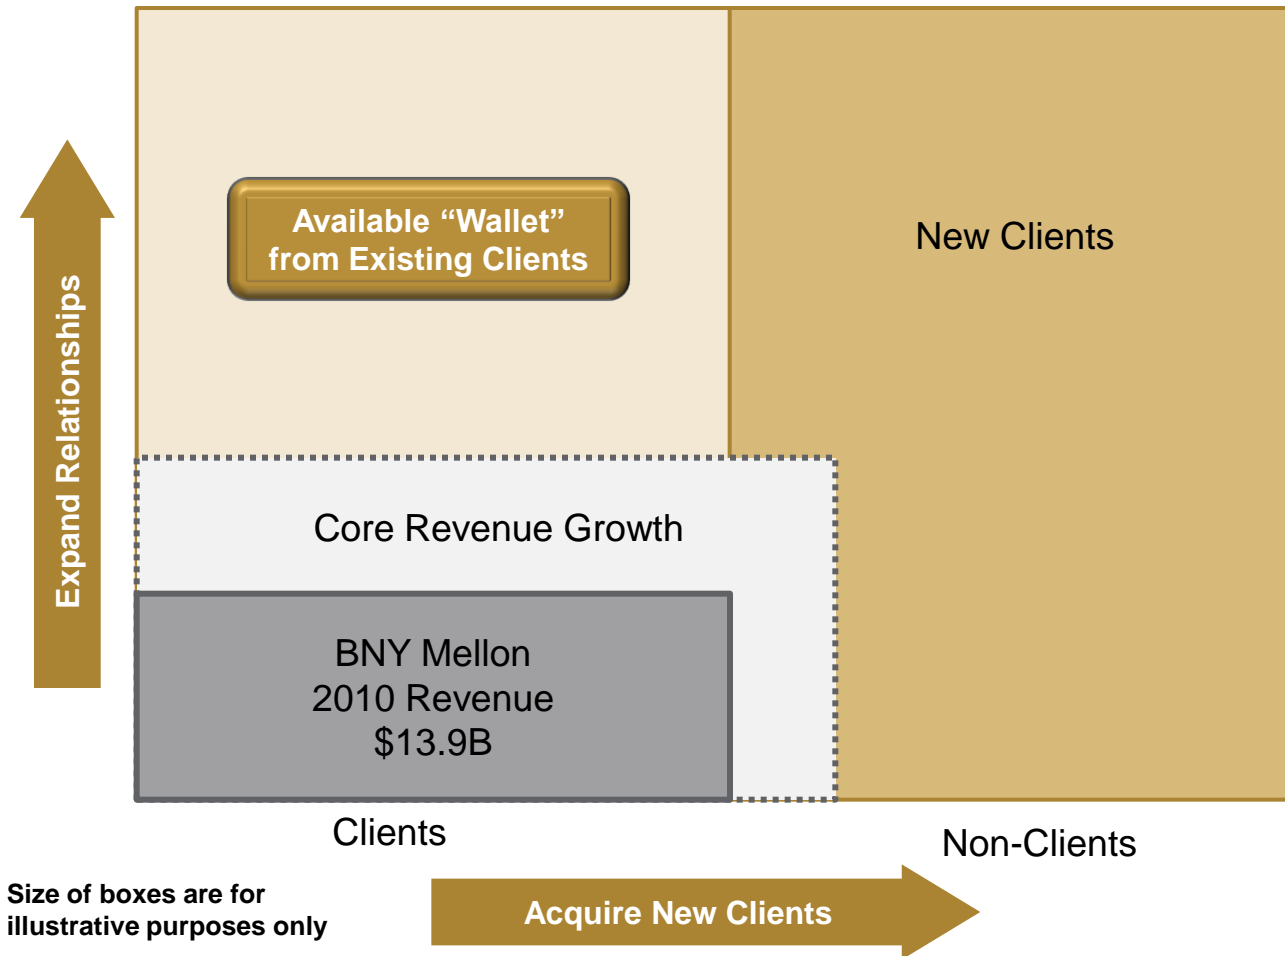 Available “Wallet”
from Existing Clients
New Clients
Expand Relationships
Core Revenue Growth
BNY Mellon
2010 Revenue
$13.9B
Clients
Non-Clients
Size of boxes are for
illustrative purposes only
Acquire New Clients